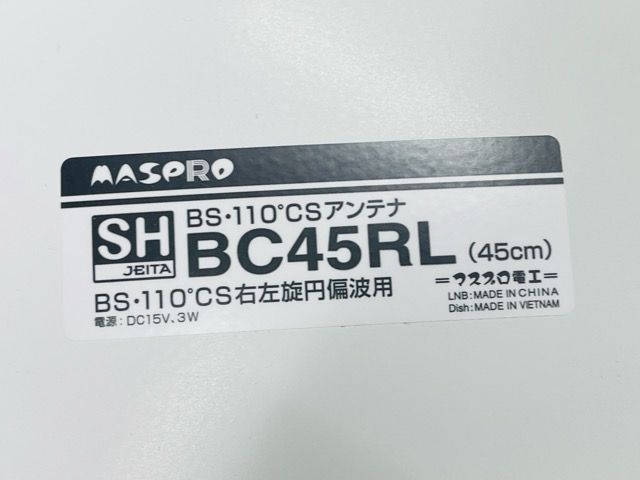 MASPRO
SH
JEITA
BS・110°CSアンテナ
BC45RL (45cm)
BS・110°CS右左旋円偏波用
電源:DC15V、3W
=マスプロ電工=
LNB:MADE IN CHINA
Dish:MADE IN VIETNAM